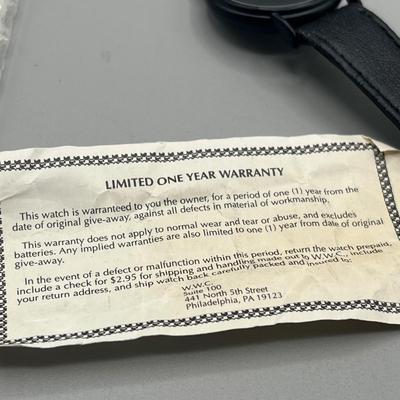 LIMITED ONE YEAR WARRANTY
This watch is warranteed to you the owner, for a period of one (1) year from the
date of original give-away, against all defects in material of workmanship.
This warranty does not apply to normal wear and tear or abuse, and excludes
batteries. Any implied warranties are also limited to one (1) year from date of original
give-away.
In the event of a defect or malfunction within this period, return the watch prepaid,
include a check for $2.95 for shipping and handling made out to W.W.C., include
your return address, and ship watch back carefully packed and insured to:
W.W.C.
Suite 100
441 North 5th Street
Philadelphia, PA 19123